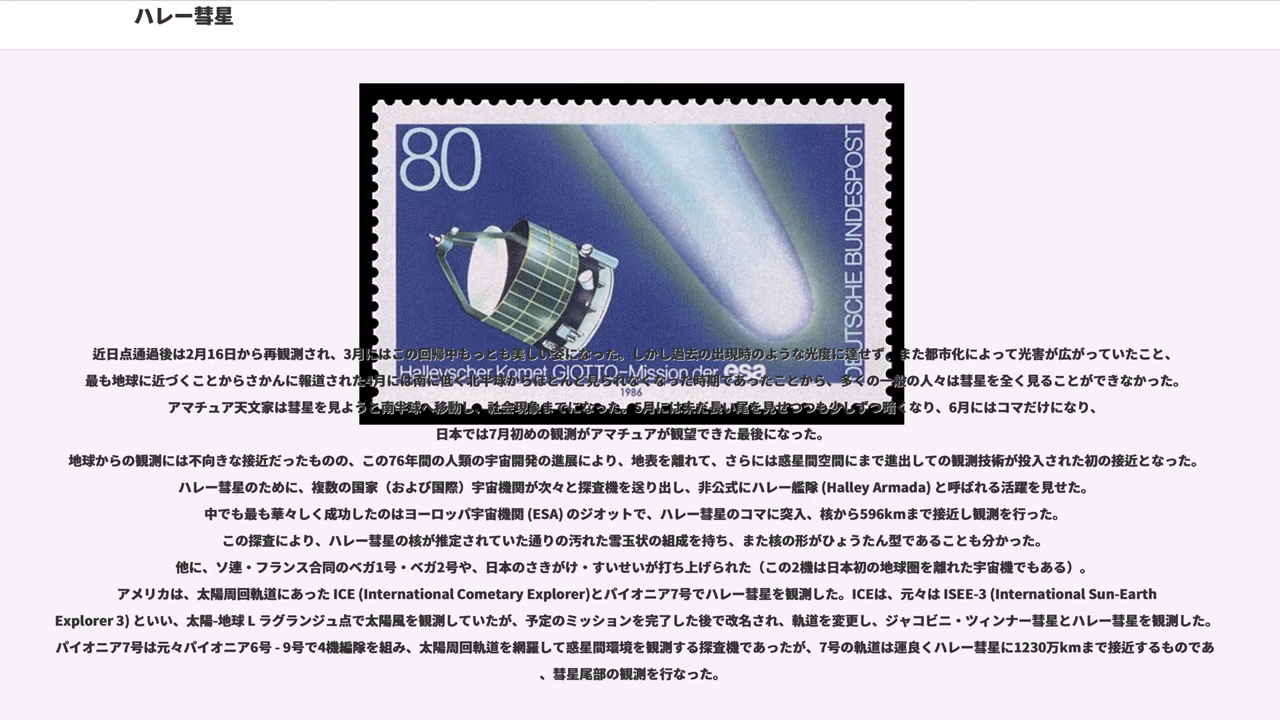 ハレー彗星
80
DEUTSCHE BUNDESPOST
近日点通過後は2月16日から再観測され、3月にはこの回帰中もっとも美しい姿になった。しかし過去の出現時のような光度に達せず、また都市化によって光害が広がっていたこと、
Halleyscher Komet GIOTTO-Mission der esa
最も地球に近づくことからさかんに報道された4月には南に低く北半球からほとんど見られなくなった時期であったことから、多くの一般の人々は彗星を全く見ることができなかった。
1986
アマチュア天文家は彗星を見ようと南半球へ移動し、社会現象までになった。5月には未だ長い尾を見せつつも少しずつ暗くなり、6月にはコマだけになり、
日本では7月初めの観測がアマチュアが観望できた最後になった。
地球からの観測には不向きな接近だったものの、この76年間の人類の宇宙開発の進展により、地表を離れて、さらには惑星間空間にまで進出しての観測技術が投入された初の接近となった。
ハレー彗星のために、複数の国家（および国際）宇宙機関が次々と探査機を送り出し、非公式にハレー艦隊 (Halley Armada) と呼ばれる活躍を見せた。
中でも最も華々しく成功したのはヨーロッパ宇宙機関 (ESA) のジオットで、ハレー彗星のコマに突入、核から596kmまで接近し観測を行った。
この探査により、ハレー彗星の核が推定されていた通りの汚れた雪玉状の組成を持ち、また核の形がひょうたん型であることも分かった。
他に、ソ連・フランス合同のベガ1号・ベガ2号や、日本のさきがけ・すいせいが打ち上げられた（この2機は日本初の地球圏を離れた宇宙機でもある）。
アメリカは、太陽周回軌道にあった ICE (International Cometary Explorer)とパイオニア7号でハレー彗星を観測した。ICEは、元々は ISEE-3 (International Sun-Earth
Explorer 3) といい、太陽-地球 L ラグランジュ点で太陽風を観測していたが、予定のミッションを完了した後で改名され、軌道を変更し、ジャコビニ・ツィンナー彗星とハレー彗星を観測した。
パイオニア7号は元々パイオニア6号 - 9号で4機編隊を組み、太陽周回軌道を網羅して惑星間環境を観測する探査機であったが、7号の軌道は運良くハレー彗星に1230万kmまで接近するものであ
、彗星尾部の観測を行なった。